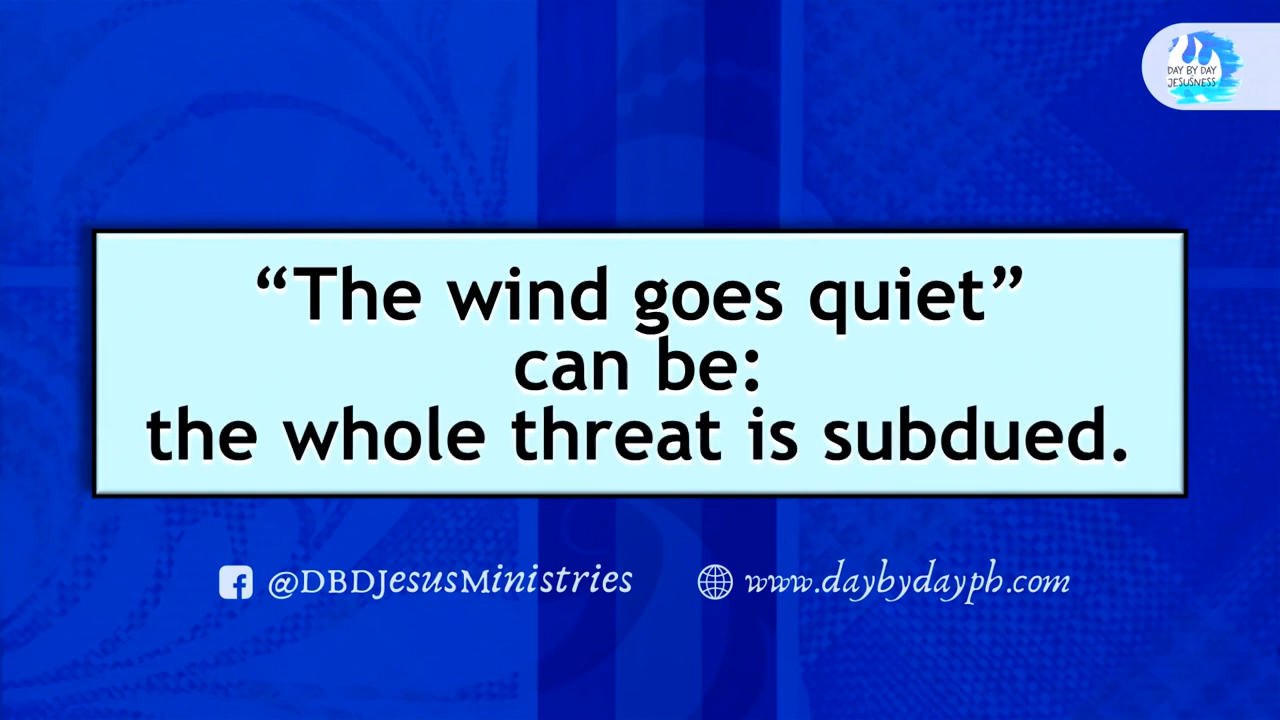 DAY BY DAY
JESUSNESS
“The wind goes quiet”
can be:
the whole threat is subdued.
@DBDJesusMinistries
www.daybydayph.com